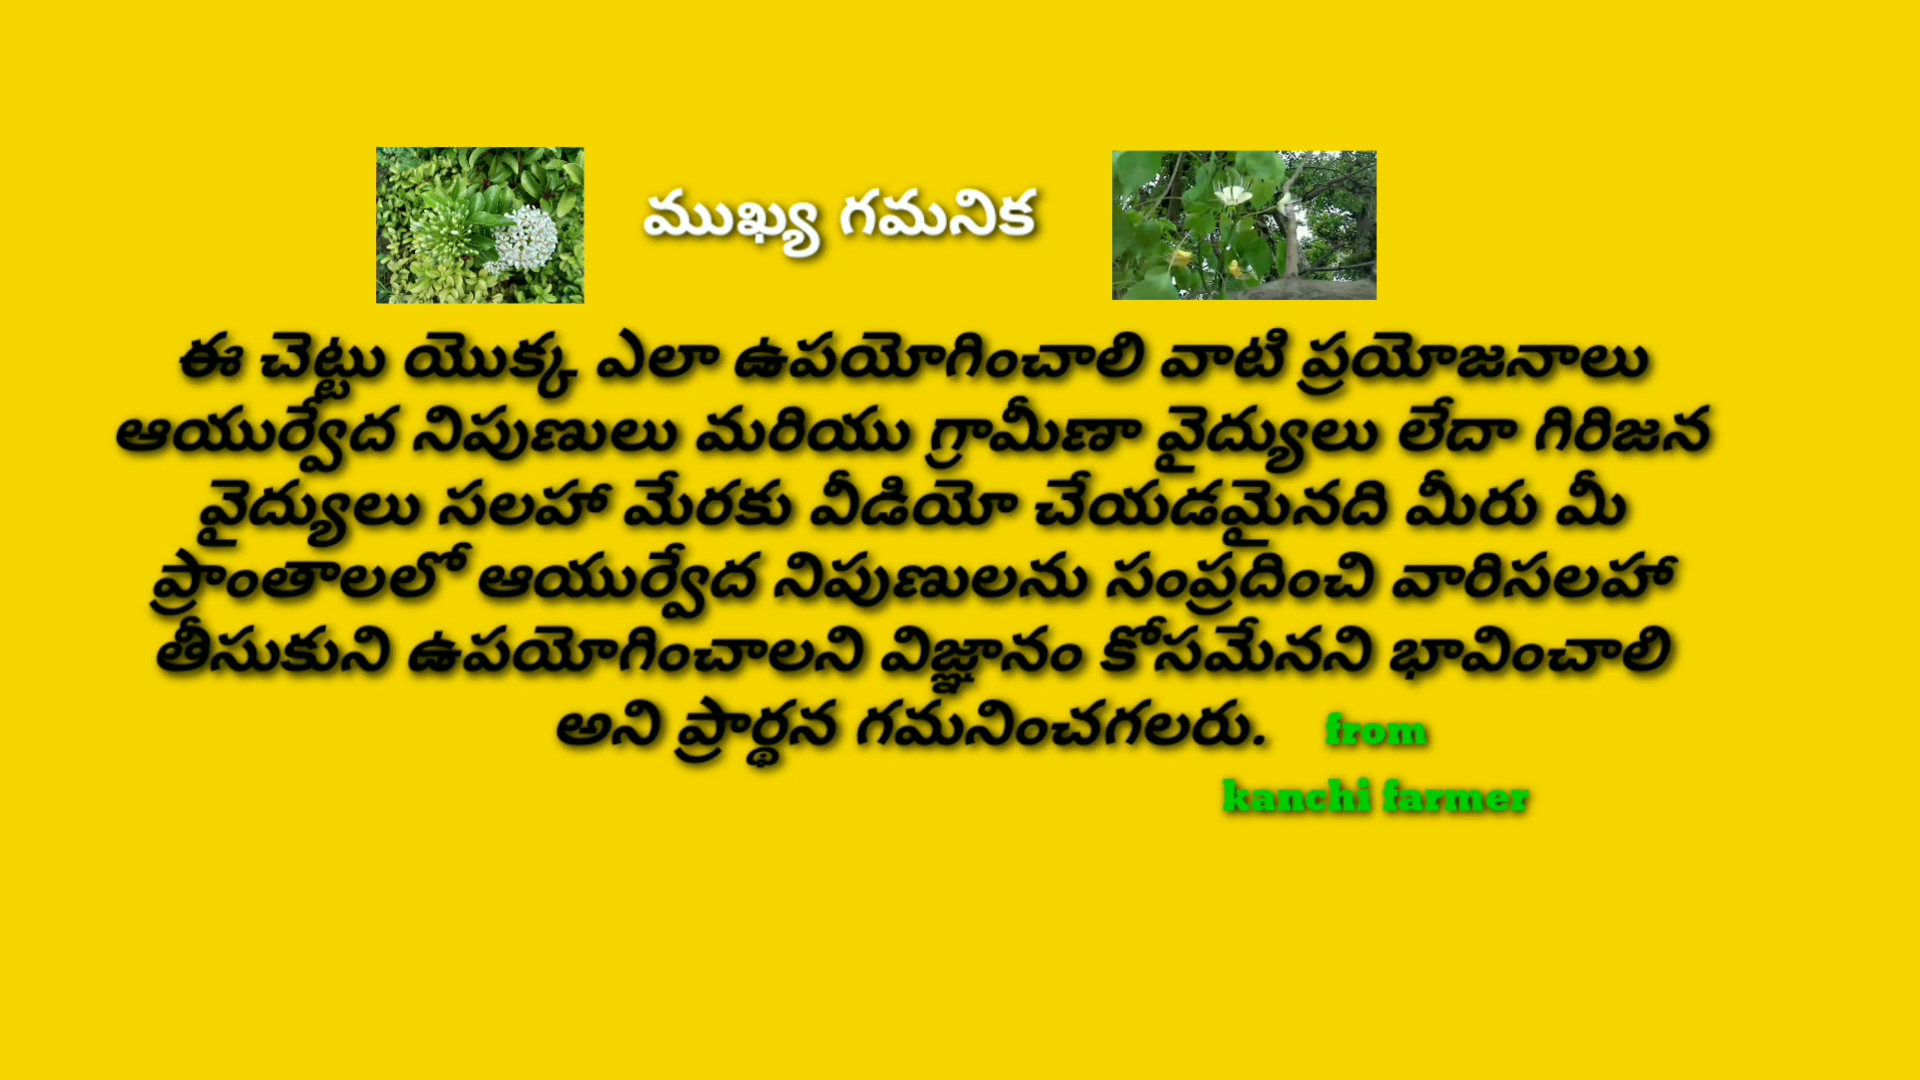 ముఖ్య గమనిక
ఈ చెట్టు యొక్క ఎలా ఉపయోగించాలి వాటి ప్రయోజనాలు
ఆయుర్వేద నిపుణులు మరియు గ్రామీణా వైద్యులు లేదా గిరిజన
వైద్యులు సలహా మేరకు వీడియో చేయడమైనది మీరు మీ
ప్రాంతాలలో ఆయుర్వేద నిపుణులను సంప్రదించి వారిసలహా
తీసుకుని ఉపయోగించాలని విజ్ఞానం కోసమేనని భావించాలి
అని ప్రార్థన గమనించగలరు.
from
kanchi farmer